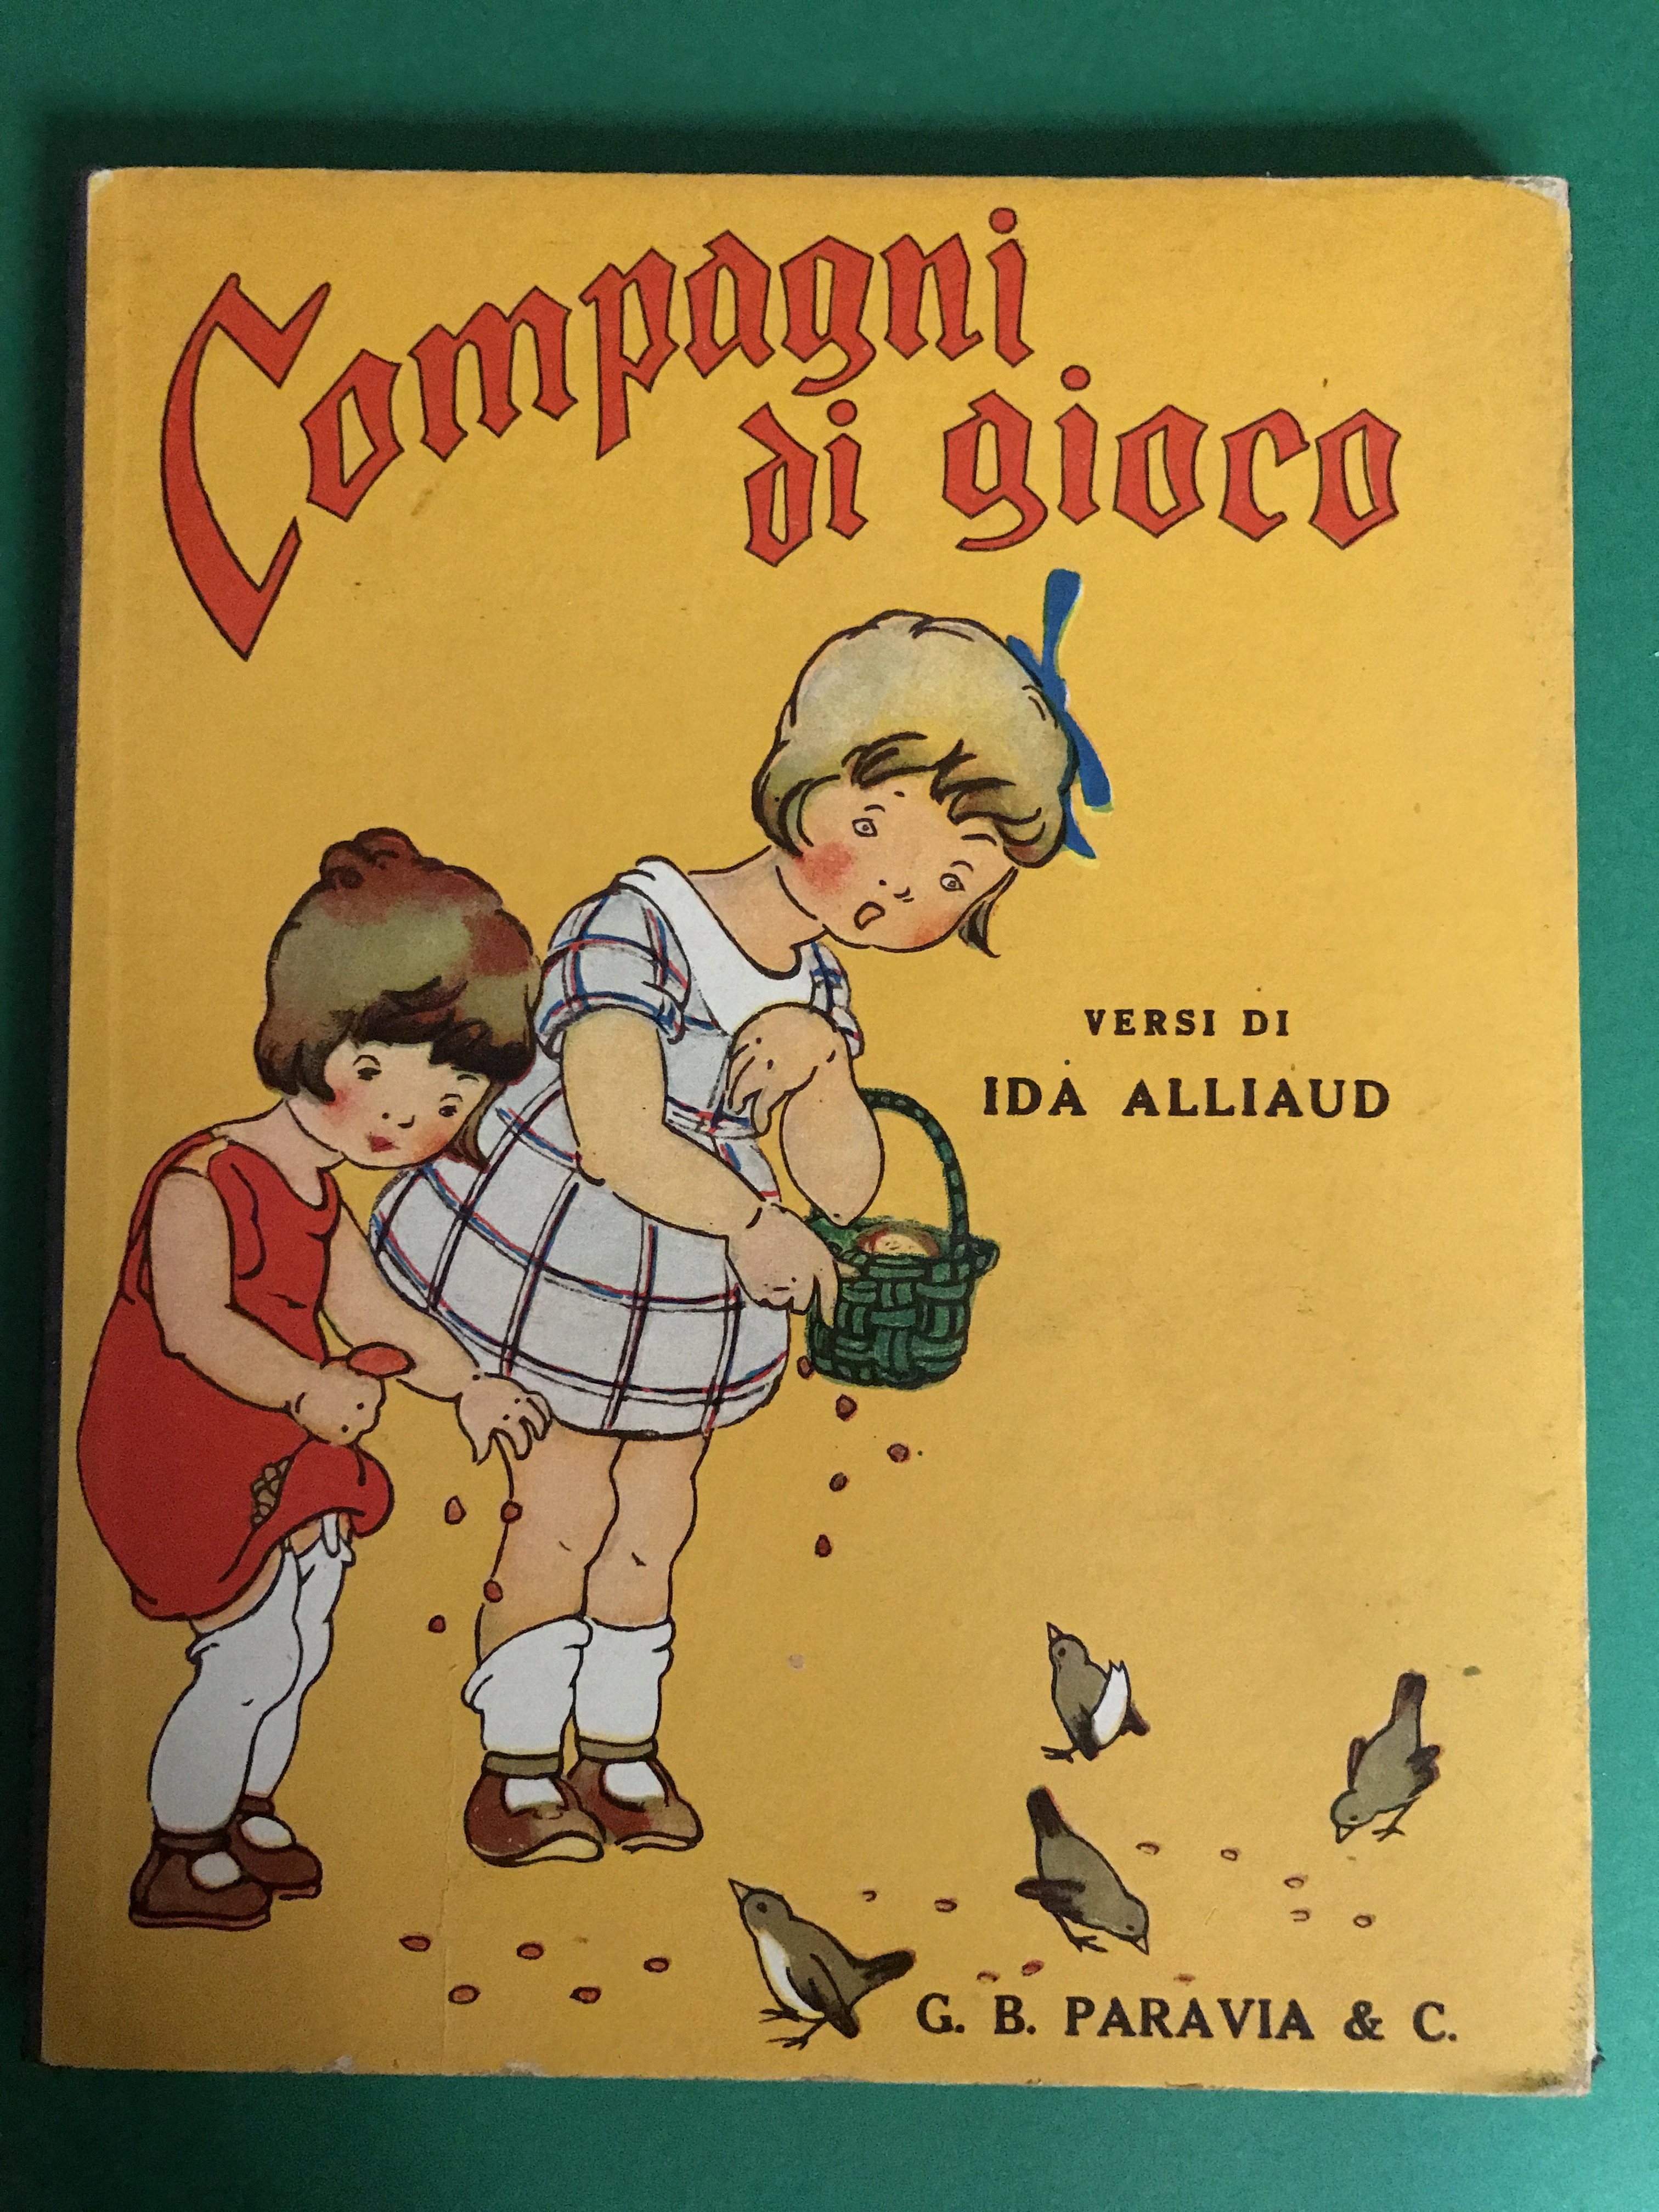 Compagni
di gioco
VERSI DI
IDA ALLIAUD
G. B. PARAVIA & C.